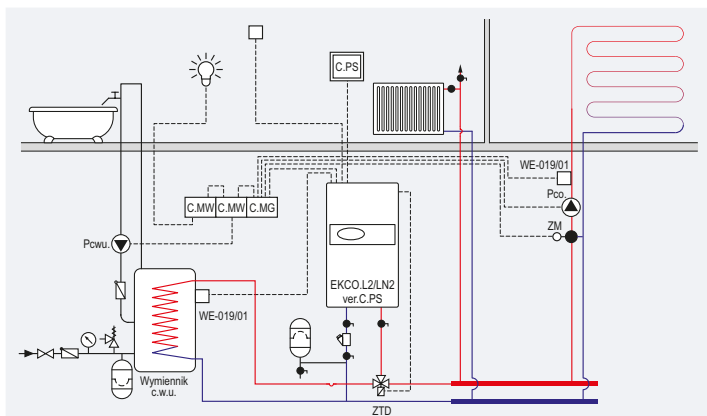 C.PS
WE-019/01
C.MW
C.MW
C.MG
Pco.
ZM
Pcwu.
EKCO.L2/LN2
ver.C.PS
WE-019/01
Wymiennik
c.w.u.
ZTD